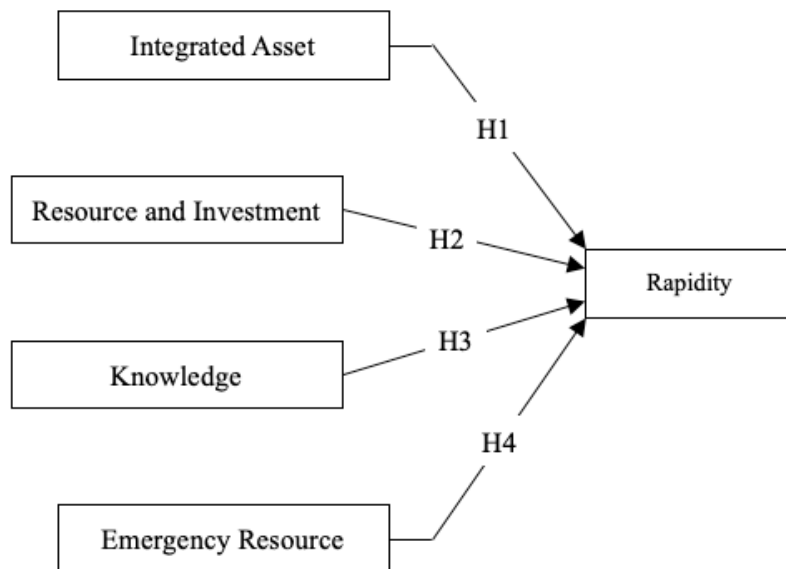 Integrated Asset
H1
Resource and Investment
H2
Rapidity
H3
Knowledge
H4
Emergency Resource